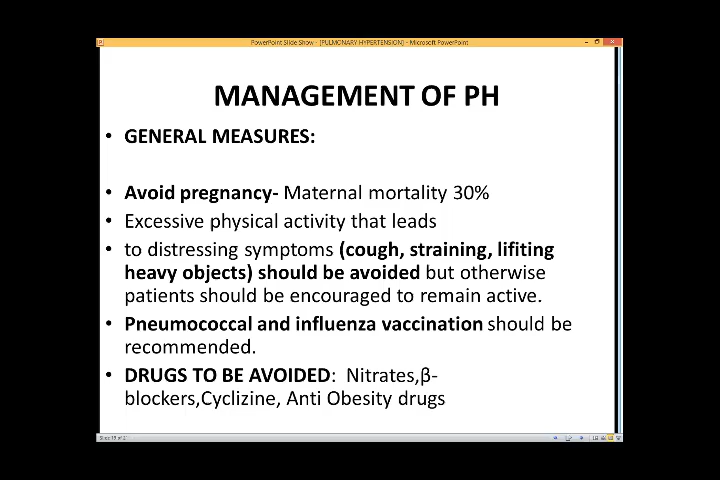 PowerPoint Slide Show - [PULMONARY HYPERTENSION] - Microsoft PowerPoint
MANAGEMENT OF PH
• GENERAL MEASURES:
• Avoid pregnancy- Maternal mortality 30%
• Excessive physical activity that leads
• to distressing symptoms (cough, straining, lifiting
heavy objects) should be avoided but otherwise
patients should be encouraged to remain active.
• Pneumococcal and influenza vaccination should be
recommended.
• DRUGS TO BE AVOIDED:  Nitrates,β-
blockers,Cyclizine, Anti Obesity drugs